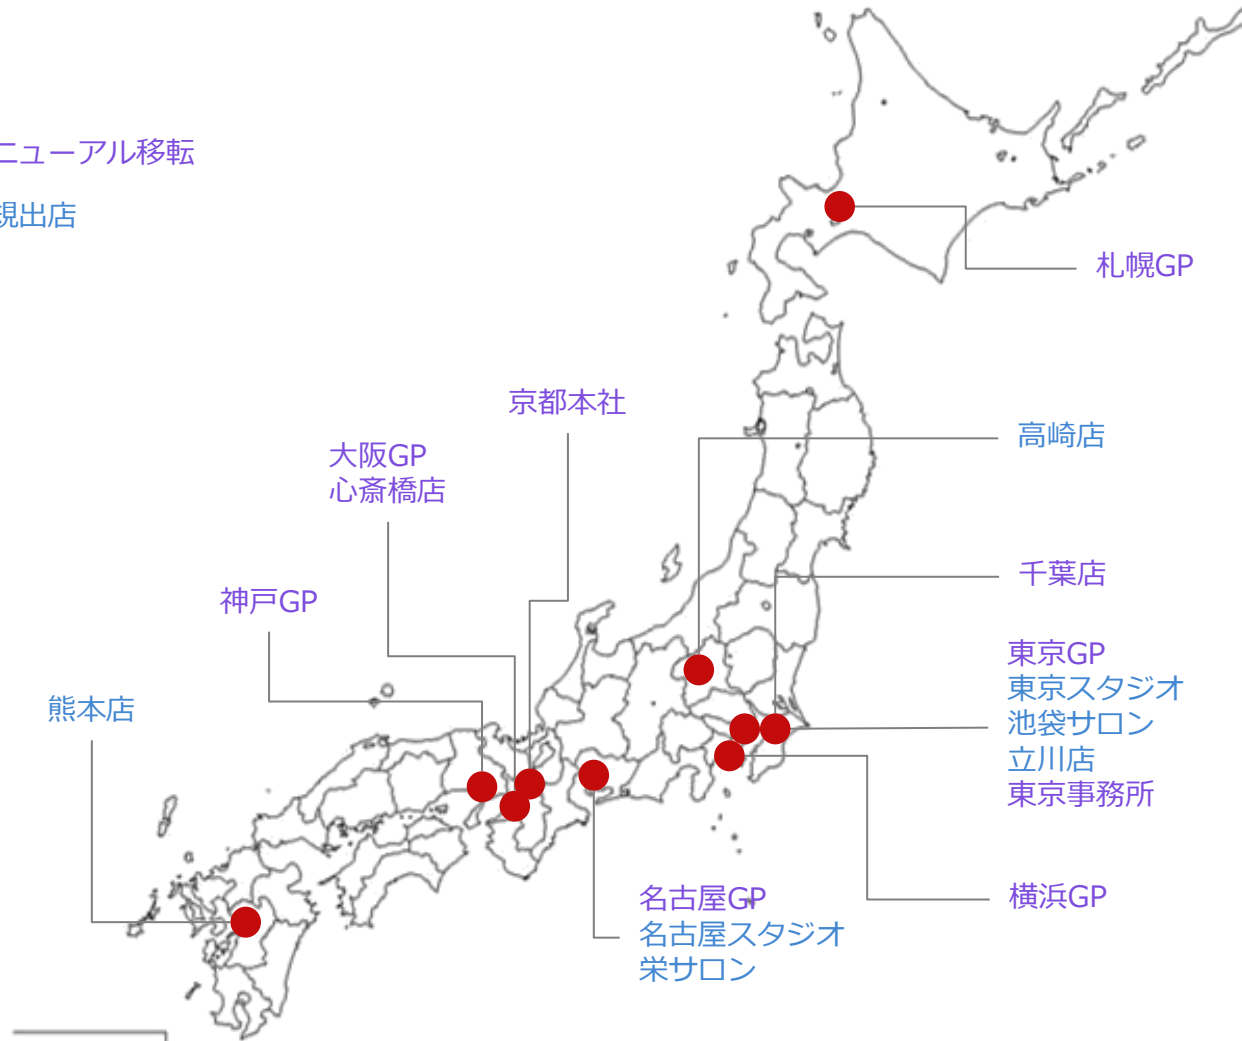 ニューアル移転
規出店
札幌GP
京都本社
高崎店
大阪GP
心斎橋店
千葉店
神戸GP
東京GP
東京スタジオ
池袋サロン
立川店
東京事務所
熊本店
名古屋GP
名古屋スタジオ
栄サロン
横浜GP